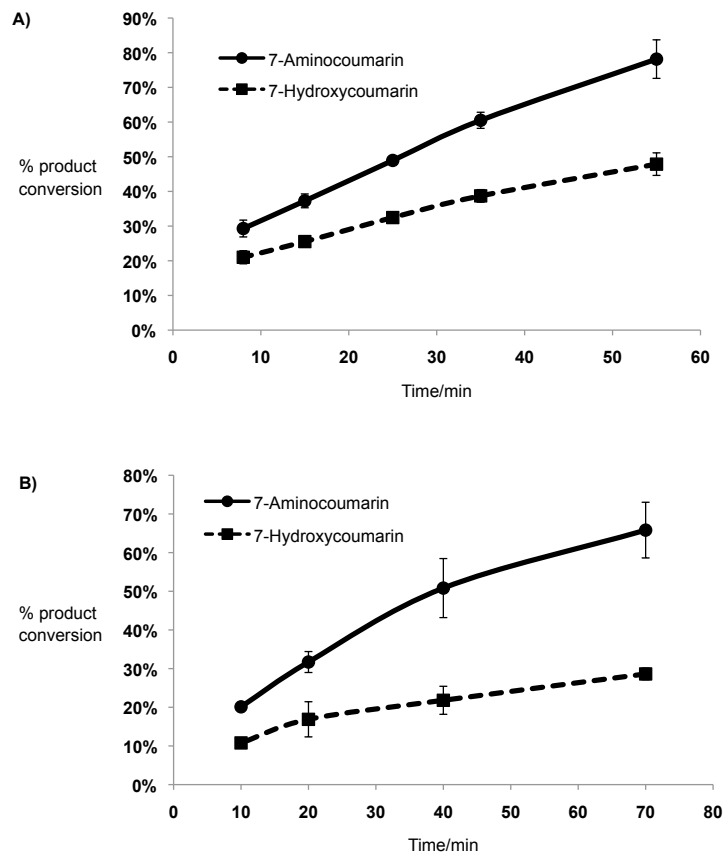 A)
90%
80%
70%
60%
50%
40%
30%
20%
10%
0%
% product
conversion
7-Aminocoumarin
7-Hydroxycoumarin
0 10 20 30 40 50 60
Time/min
B)
80%
70%
60%
50%
40%
30%
20%
10%
0%
% product
conversion
7-Aminocoumarin
7-Hydroxycoumarin
0 10 20 30 40 50 60 70 80
Time/min